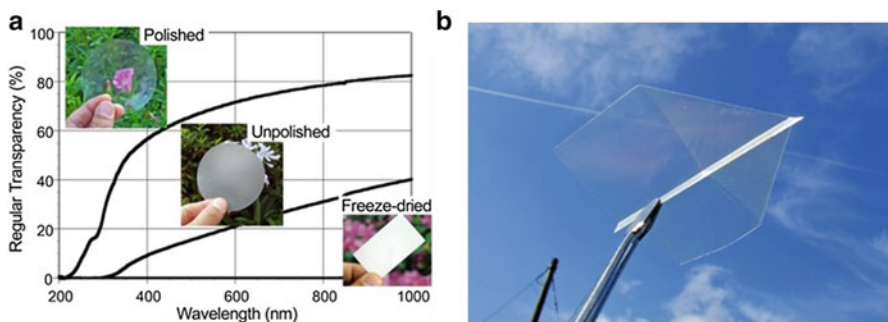 a
b
Regular Transparency (%)
100
80
60
40
20
0
Polished
Unpolished
Freeze-dried
200
400
600
800
1000
Wavelength (nm)